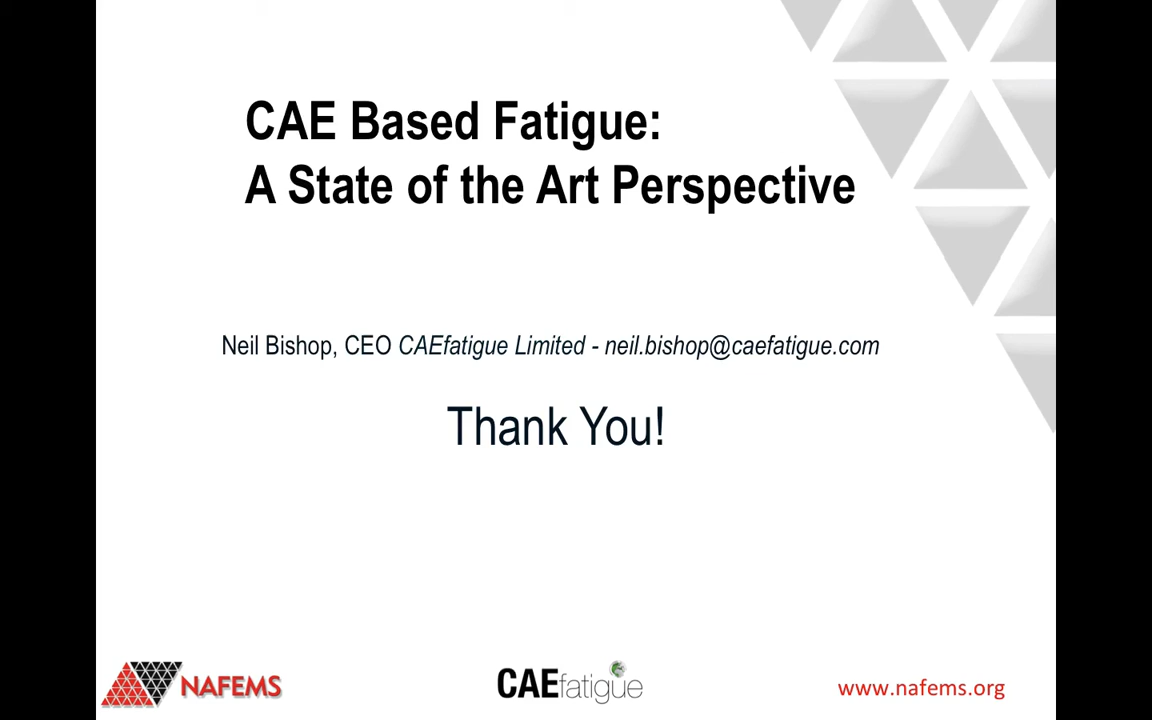 CAE Based Fatigue:
A State of the Art Perspective
Neil Bishop, CEO CAEfatigue Limited - neil.bishop@caefatigue.com
Thank You!
NAFEMS
CAEfatigue
www.nafems.org